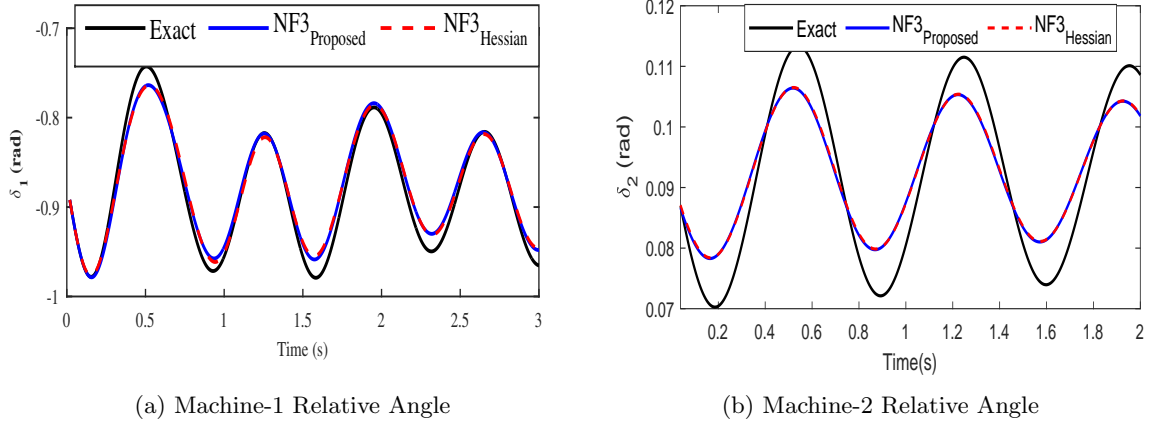 Exact NF3Proposed NF3Hessian
-0.7
-0.8
-0.9
-1
δ1 (rad)
0 0.5 1 1.5 2 2.5 3
Time (s)
(a) Machine-1 Relative Angle
0.12
Exact NF3Proposed NF3Hessian
0.11
0.1
0.09
0.08
0.07
δ2 (rad)
0.2 0.4 0.6 0.8 1 1.2 1.4 1.6 1.8 2
Time(s)
(b) Machine-2 Relative Angle